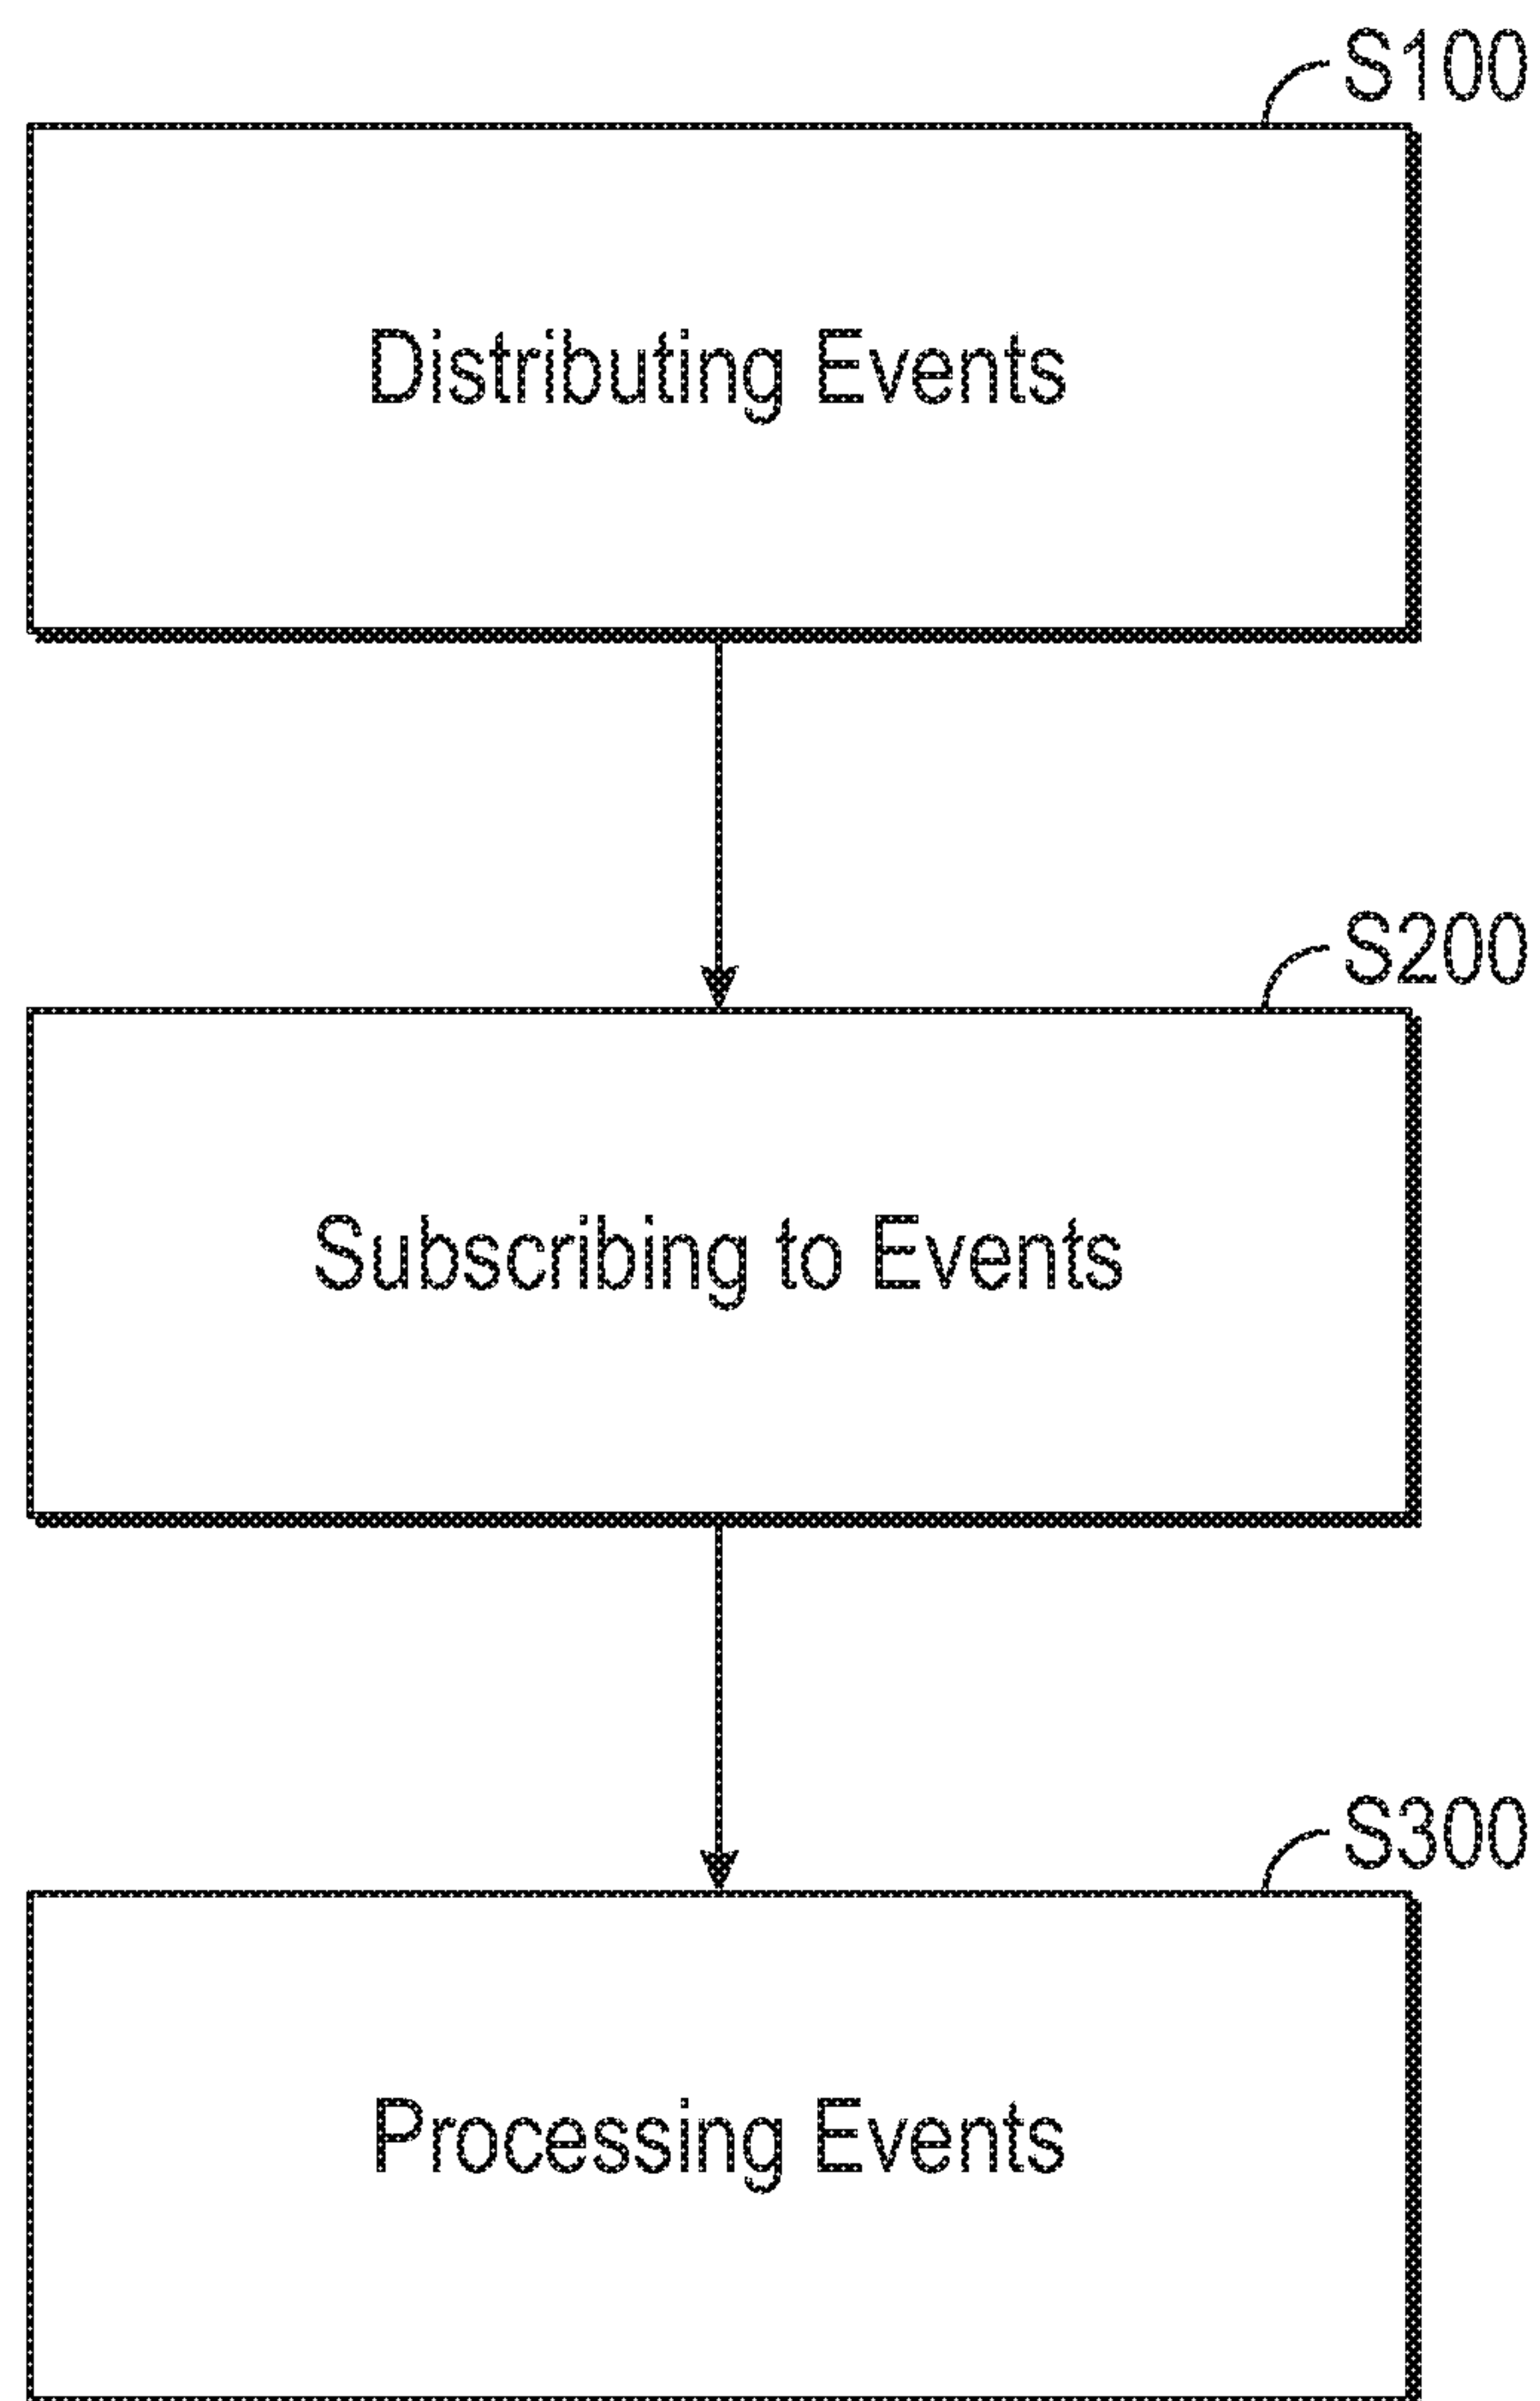 S100
Distributing Events
S200
Subscribing to Events
S300
Processing Events